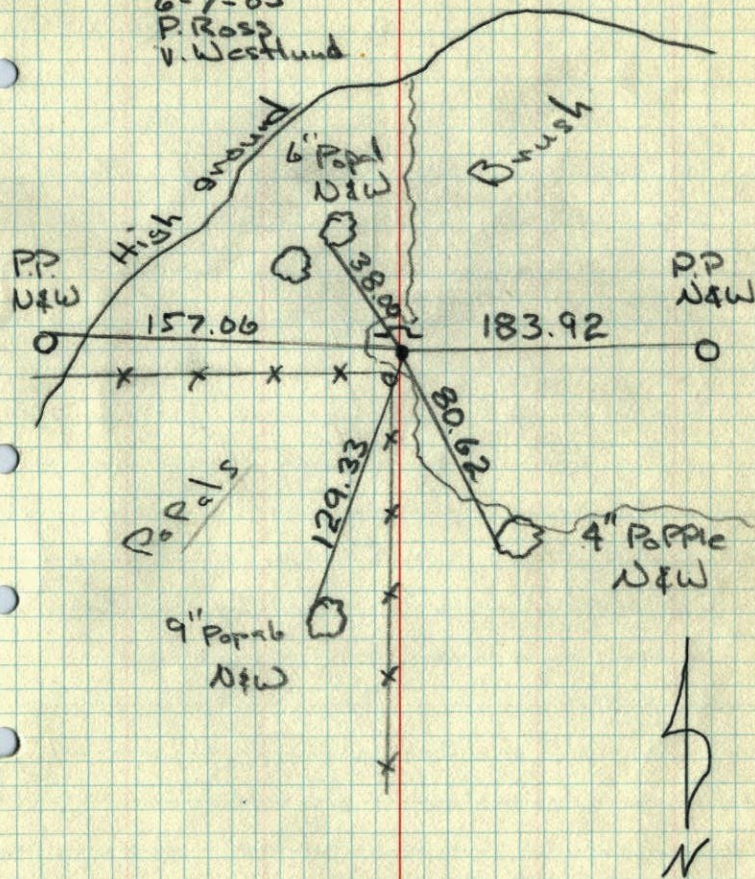 P. Ross
V. Westlund
High ground
Brush
6" Popal
N&W
38.00
P.P.
N&W
157.06
183.92
P.P
N&W
80.62
129.33
Popals
4" Popple
N&W
9" Popal
N&W
N